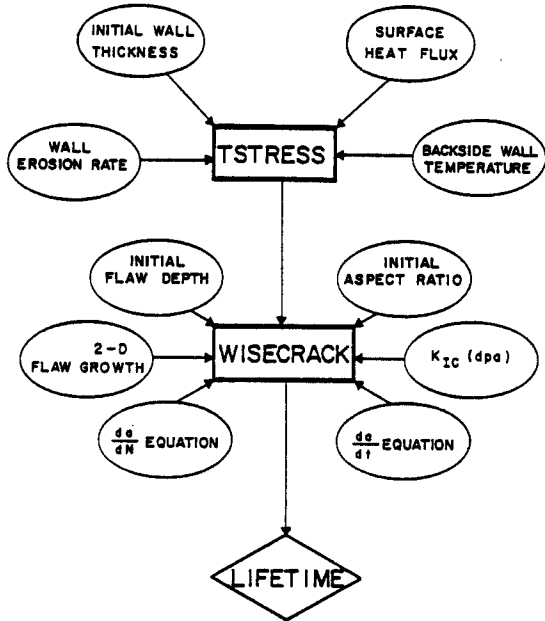 INITIAL WALL
THICKNESS
SURFACE
HEAT FLUX
WALL
EROSION RATE
TSTRESS
BACKSIDE WALL
TEMPERATURE
INITIAL
FLAW DEPTH
INITIAL
ASPECT RATIO
2-D
FLAW GROWTH
WISECRACK
K_IC (dpa)
da/dN EQUATION
da/dt EQUATION
LIFETIME